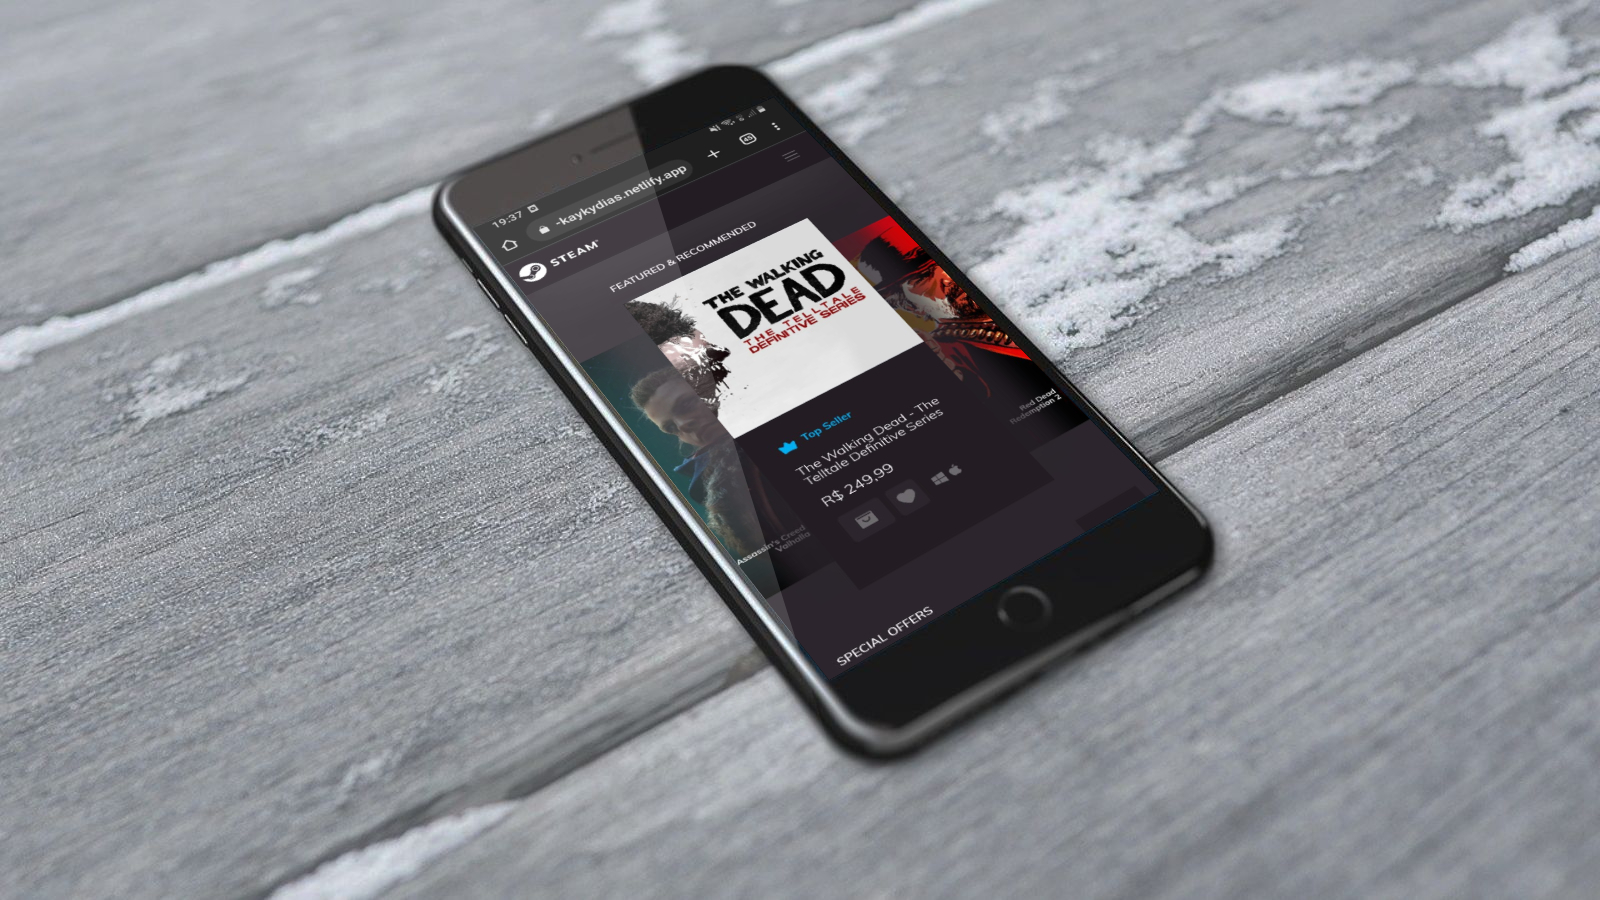 19:37
-kaykydias.netlify.app
45
STEAM
FEATURED & RECOMMENDED
THE WALKING
DEAD
THE TELLTALE
DEFINITIVE SERIES
Top Seller
The Walking Dead - The
Telltale Definitive Series
R$ 249,99
Assassin's Creed
Valhalla
Red Dead
Redemption 2
SPECIAL OFFERS